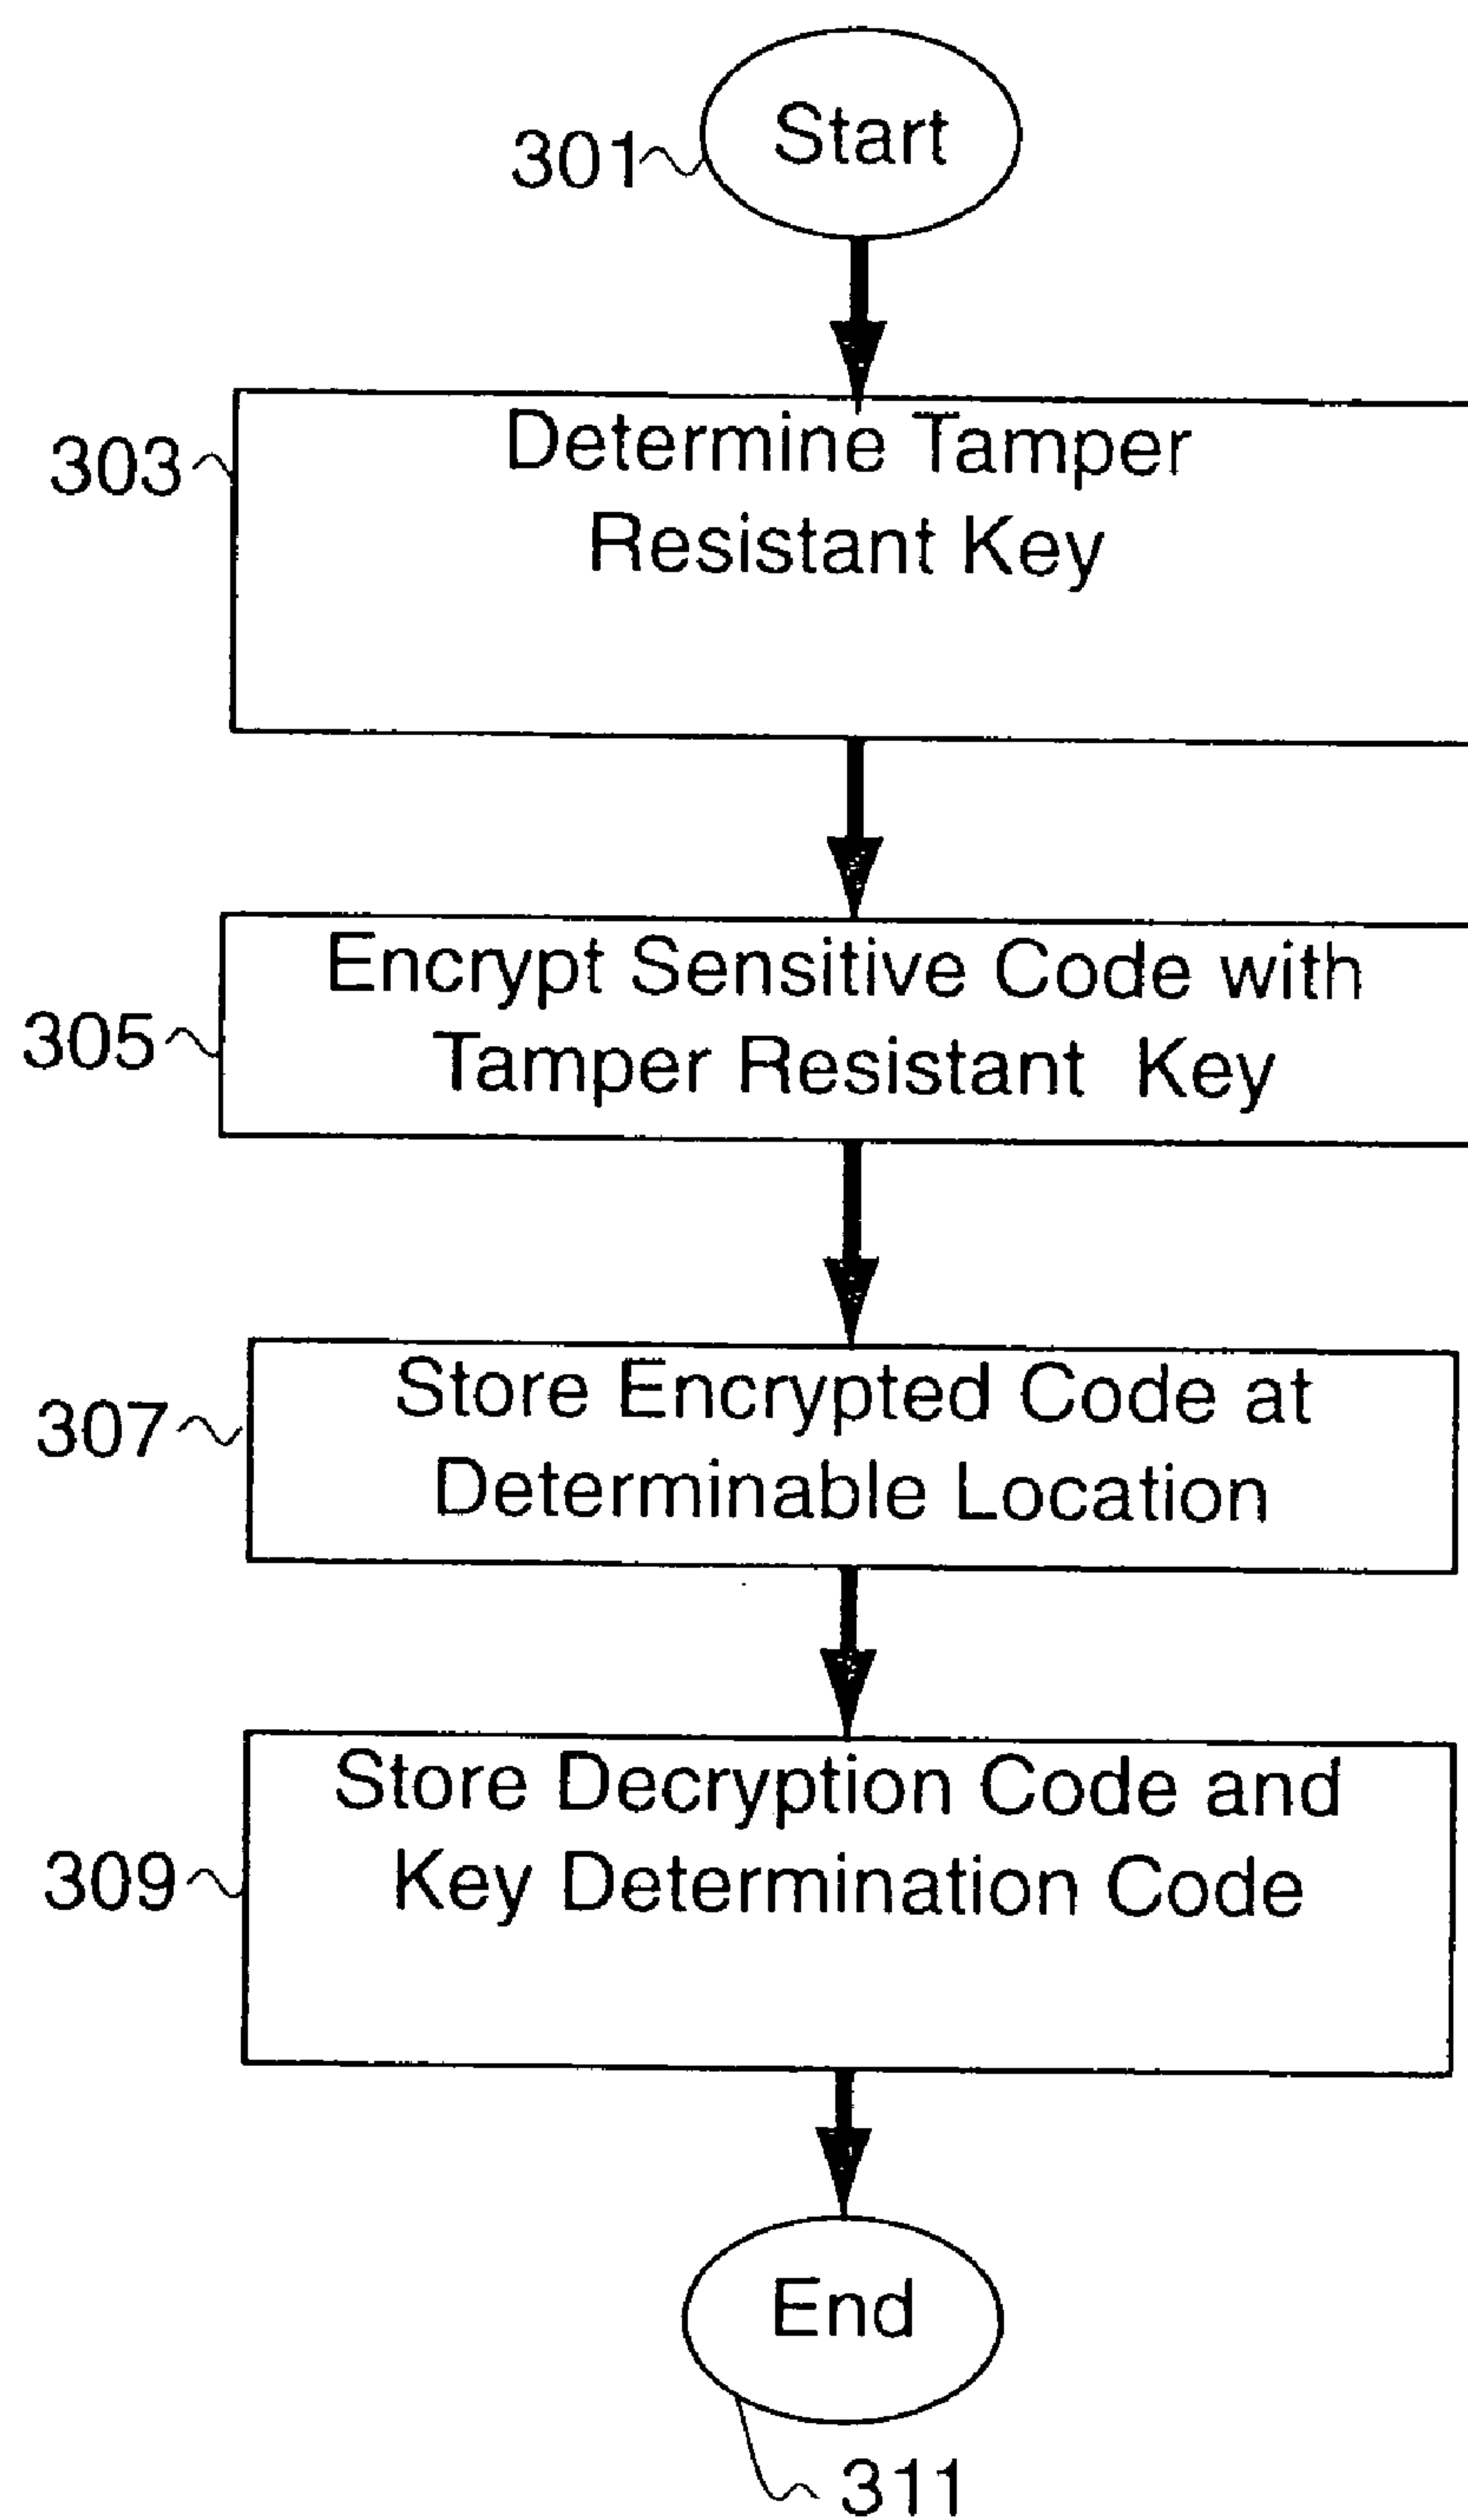 Start
301
Determine Tamper
Resistant Key
303
Encrypt Sensitive Code with
Tamper Resistant Key
305
Store Encrypted Code at
Determinable Location
307
Store Decryption Code and
Key Determination Code
309
End
311